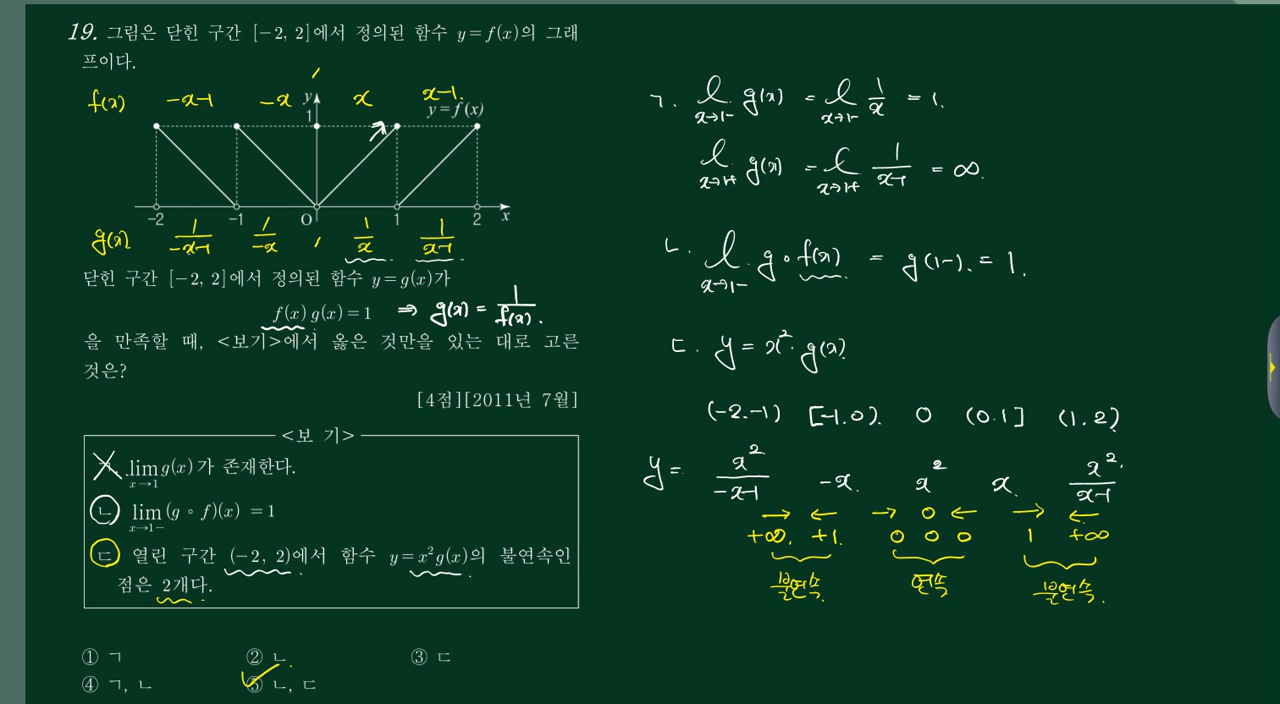 19. 그림은 닫힌 구간 [-2, 2]에서 정의된 함수 y=f(x)의 그래
프이다.
f(x) -x-1 -x 1 x x-1
y
y=f(x)
1
-2 -1 O 1 2 x
g(x) 1/(-x-1) 1/(-x) 1 1/x 1/(x-1)
닫힌 구간 [-2, 2]에서 정의된 함수 y=g(x)가
f(x)g(x)=1 ⇒ g(x)=1/f(x).
을 만족할 때, <보기>에서 옳은 것만을 있는 대로 고른
것은?
[4점][2011년 7월]
<보 기>
ㄱ. lim x→1 g(x)가 존재한다.
ㄴ. lim x→1- (g∘f)(x) = 1
ㄷ. 열린 구간 (-2, 2)에서 함수 y=x²g(x)의 불연속인
점은 2개다.
① ㄱ ② ㄴ ③ ㄷ
④ ㄱ, ㄴ ⑤ ㄴ, ㄷ
ㄱ. l x→1- g(x) = l x→1- 1/x = 1.
l x→1+ g(x) = l x→1+ 1/(x-1) = ∞.
ㄴ. l x→1- g∘f(x) = g(1-). = 1.
ㄷ. y=x²·g(x)
(-2.-1) [-1.0). 0 (0.1] (1.2)
y= x²/(-x-1) -x. x² x. x²/(x-1)
→ ← → 0 ← → ←
+∞. +1. 0 0 0 1 +∞
불연속. 연속 불연속.